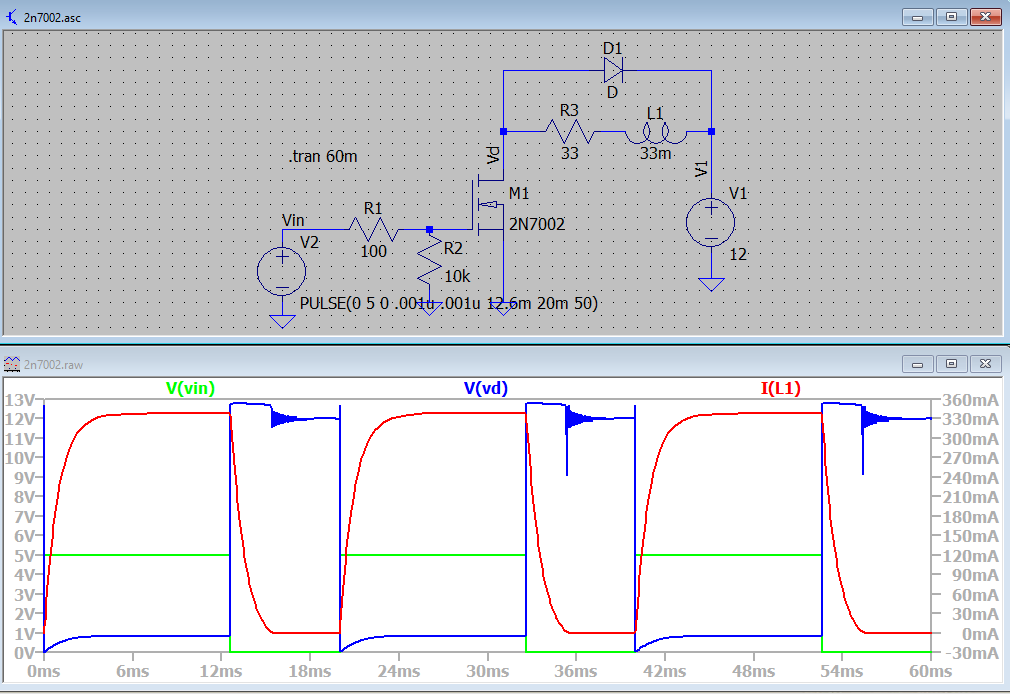 2n7002.asc
D1
D
R3
L1
33
33m
Vd
V1
.tran 60m
M1
2N7002
V1
12
Vin
R1
V2
100
R2
10k
PULSE(0 5 0 .001u .001u 12.6m 20m 50)
2n7002.raw
V(vin) V(vd) I(L1)
13V 360mA
12V 330mA
11V 300mA
10V 270mA
9V 240mA
8V 210mA
7V 180mA
6V 150mA
5V 120mA
4V 90mA
3V 60mA
2V 30mA
1V 0mA
0V -30mA
0ms 6ms 12ms 18ms 24ms 30ms 36ms 42ms 48ms 54ms 60ms